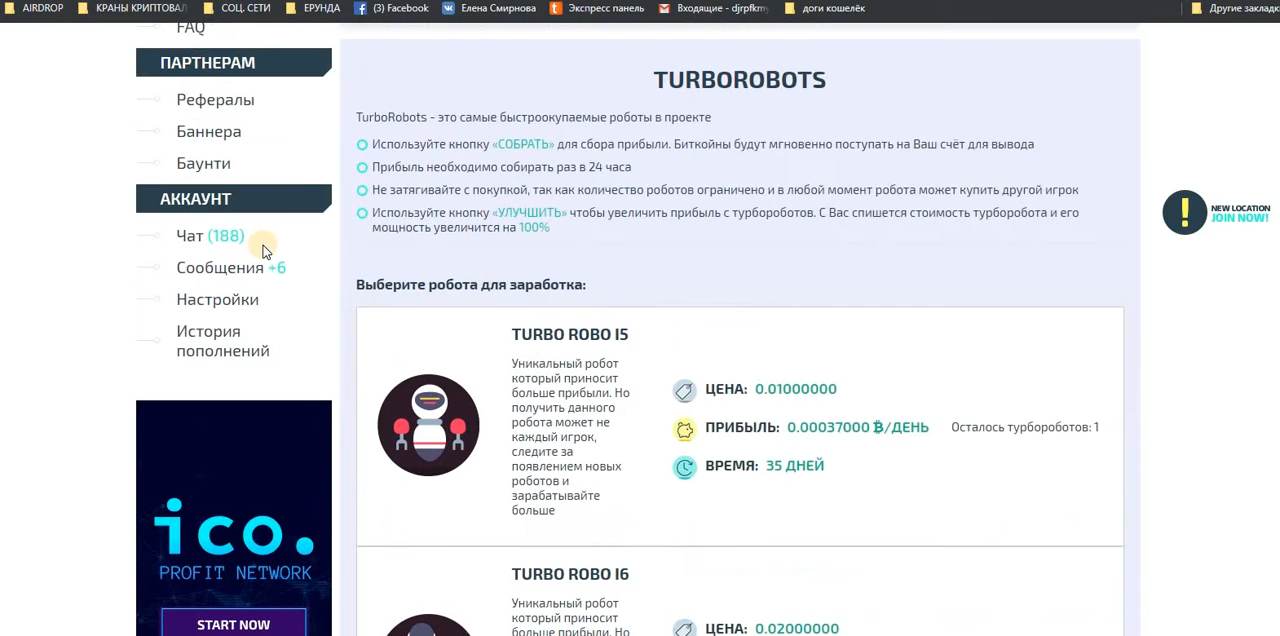 AIRDROP
КРАНЫ КРИПТОВАЛ
СОЦ. СЕТИ
ЕРУНДА
(3) Facebook
Елена Смирнова
Экспресс панель
Входящие - djrpfkmy
доги кошелёк
Другие закладк
FAQ
ПАРТНЕРАМ
Рефералы
Баннера
Баунти
АККАУНТ
Чат (188)
Сообщения +6
Настройки
История
пополнений
ico.
PROFIT NETWORK
START NOW
TURBOROBOTS
TurboRobots - это самые быстроокупаемые роботы в проекте
Используйте кнопку «СОБРАТЬ» для сбора прибыли. Биткойны будут мгновенно поступать на Ваш счёт для вывода
Прибыль необходимо собирать раз в 24 часа
Не затягивайте с покупкой, так как количество роботов ограничено и в любой момент робота может купить другой игрок
Используйте кнопку «УЛУЧШИТЬ» чтобы увеличить прибыль с турборобота. С Вас спишется стоимость турборобота и его
мощность увеличится на 100%
Выберите робота для заработка:
TURBO ROBO I5
Уникальный робот
который приносит
больше прибыли. Но
получить данного
робота может не
каждый игрок,
следите за
появлением новых
роботов и
зарабатывайте
больше
ЦЕНА: 0.01000000
ПРИБЫЛЬ: 0.00037000 ₿/ДЕНЬ
Осталось турбороботов: 1
ВРЕМЯ: 35 ДНЕЙ
TURBO ROBO I6
Уникальный робот
который приносит
больше прибыли. Но
ЦЕНА: 0.02000000
NEW LOCATION
JOIN NOW!